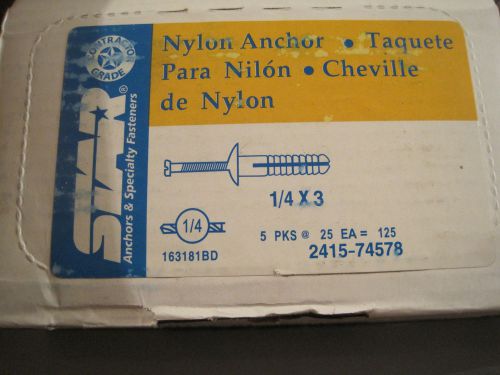 CONTRACTOR GRADE
STAR®
Anchors & Specialty Fasteners
Nylon Anchor • Taquete
Para Nilón • Cheville
de Nylon
1/4 X 3
1/4
5 PKS @ 25 EA = 125
163181BD
2415-74578